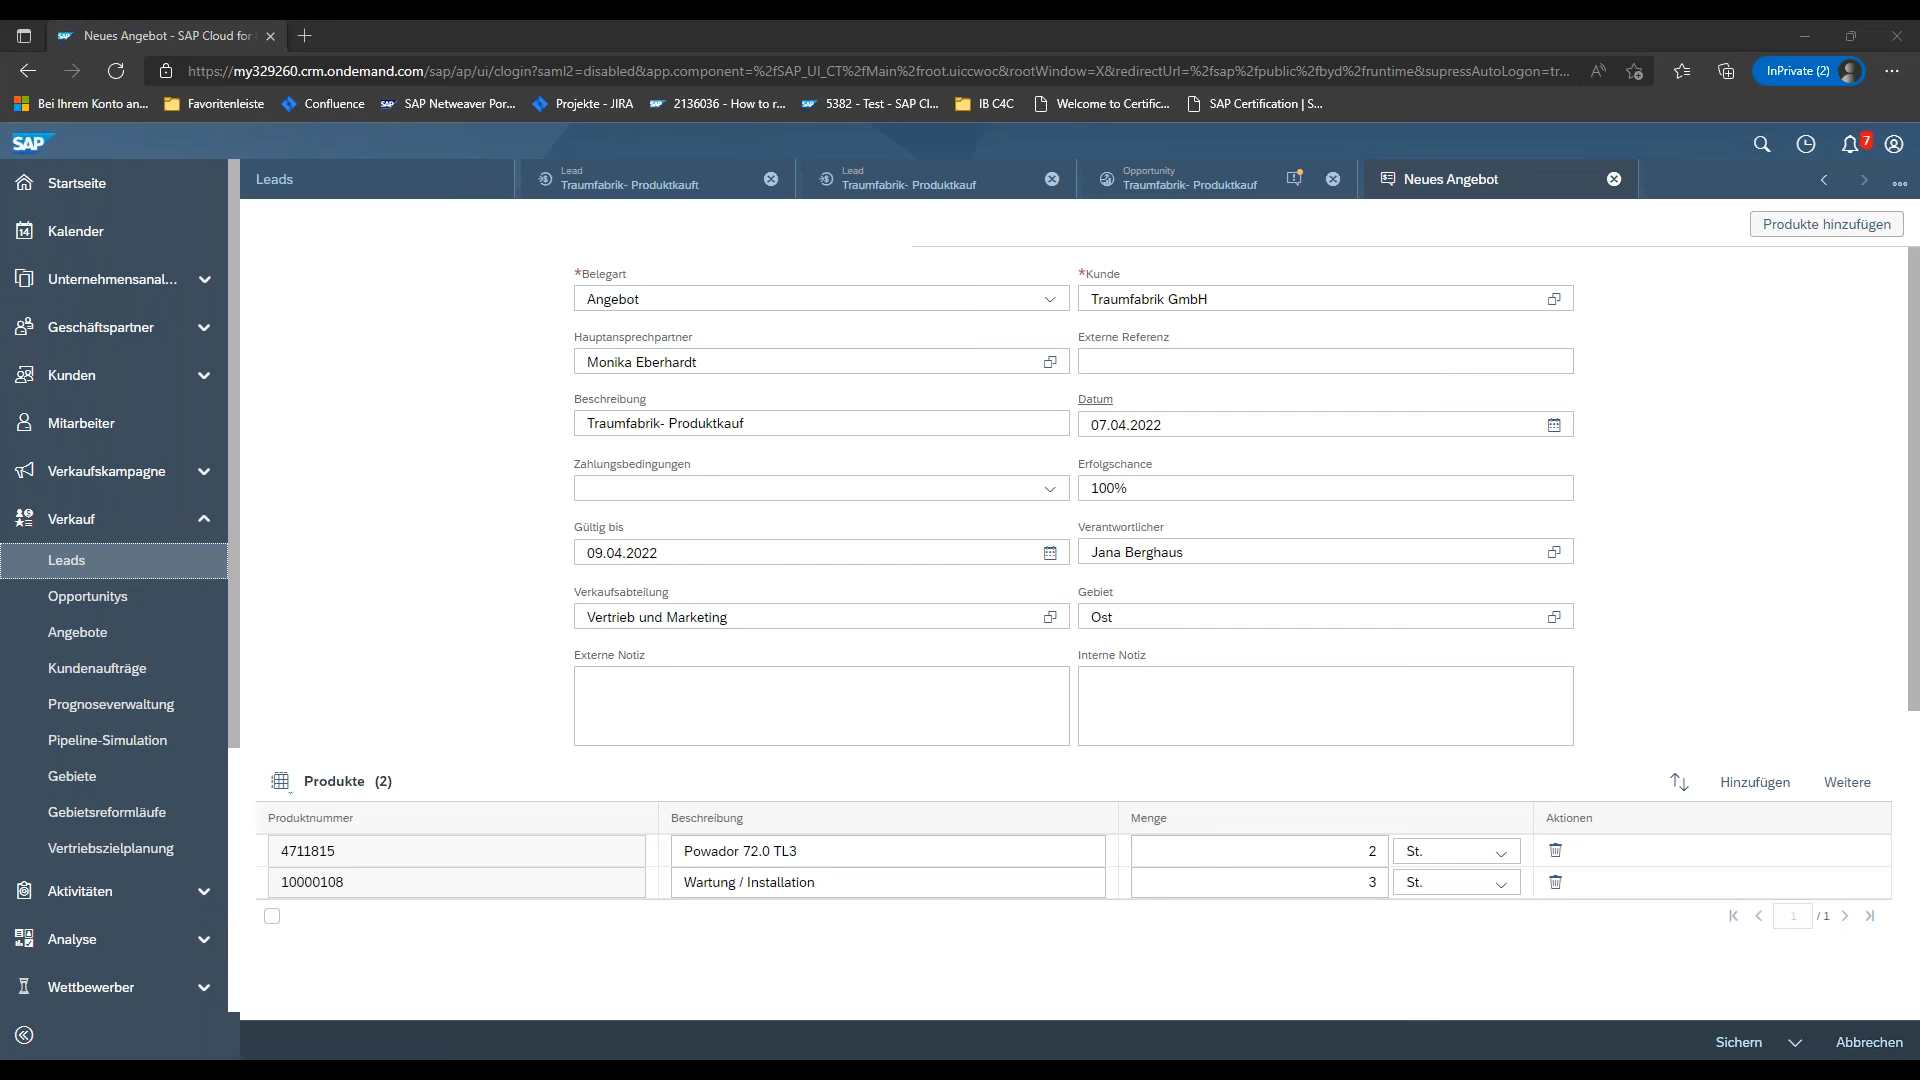 Neues Angebot - SAP Cloud for
https://my329260.crm.ondemand.com/sap/ap/ui/clogin?saml2=disabled&app.component=%2fSAP_UI_CT%2fMain%2froot.uiccwoc&rootWindow=X&redirectUrl=%2fsap%2fpublic%2fbyd%2fruntime&supressAutoLogon=tr...
InPrivate (2)
Bei Ihrem Konto an...
Favoritenleiste
Confluence
SAP Netweaver Por...
Projekte - JIRA
2136036 - How to r...
5382 - Test - SAP Cl...
IB C4C
Welcome to Certific...
SAP Certification | S...
SAP
7
Startseite
Kalender
Unternehmensanal...
Geschäftspartner
Kunden
Mitarbeiter
Verkaufskampagne
Verkauf
Leads
Opportunitys
Angebote
Kundenaufträge
Prognoseverwaltung
Pipeline-Simulation
Gebiete
Gebietsreformläufe
Vertriebszielplanung
Aktivitäten
Analyse
Wettbewerber
Leads
Lead
Traumfabrik- Produktkauft
Lead
Traumfabrik- Produktkauf
Opportunity
Traumfabrik- Produktkauf
Neues Angebot
Produkte hinzufügen
*Belegart
Angebot
*Kunde
Traumfabrik GmbH
Hauptansprechpartner
Monika Eberhardt
Externe Referenz
Beschreibung
Traumfabrik- Produktkauf
Datum
07.04.2022
Zahlungsbedingungen
Erfolgschance
100%
Gültig bis
09.04.2022
Verantwortlicher
Jana Berghaus
Verkaufsabteilung
Vertrieb und Marketing
Gebiet
Ost
Externe Notiz
Interne Notiz
Produkte (2)
Hinzufügen
Weitere
Produktnummer Beschreibung Menge Aktionen
4711815 Powador 72.0 TL3 2 St.
10000108 Wartung / Installation 3 St.
1 / 1
Sichern
Abbrechen